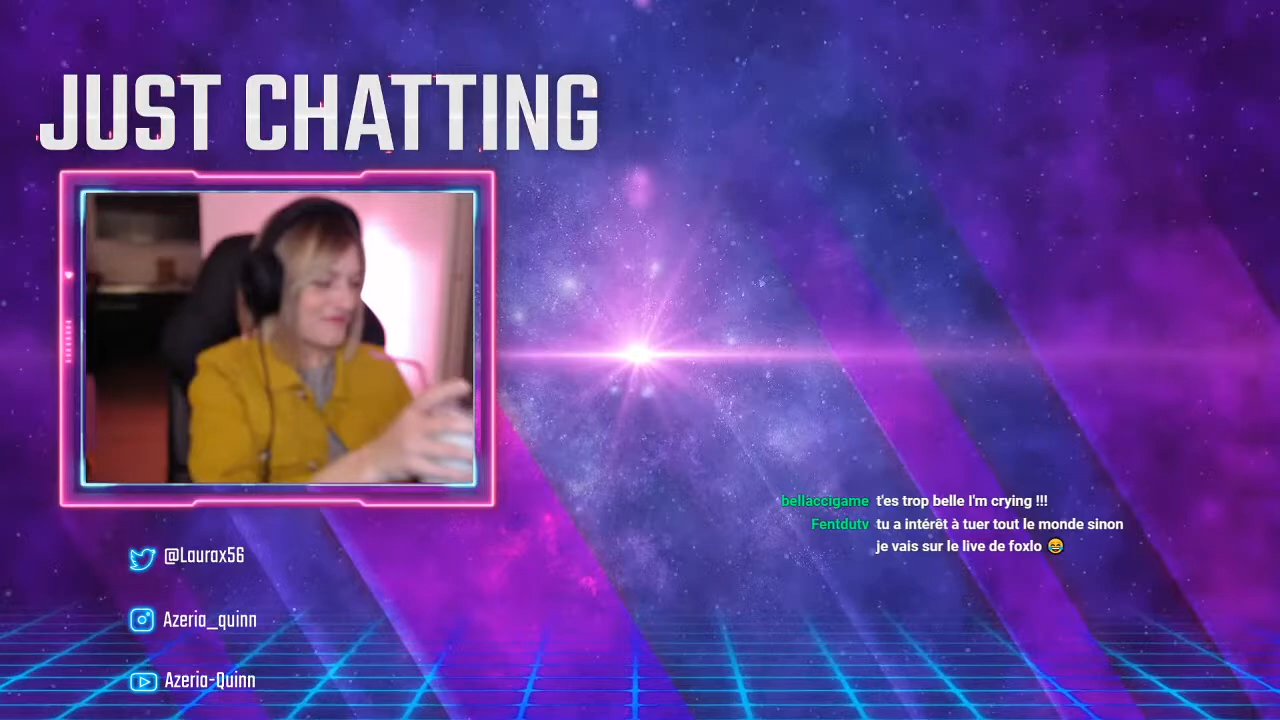 JUST CHATTING
bellaccigame t'es trop belle I'm crying !!!
Fentdutv tu a intérêt à tuer tout le monde sinon
je vais sur le live de foxlo 😂
@Laurax56
Azeria_quinn
Azeria-Quinn